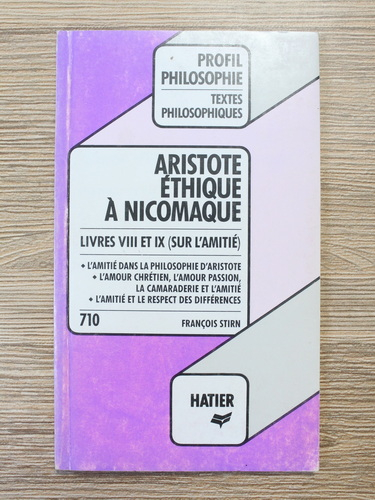 PROFIL
PHILOSOPHIE
TEXTES
PHILOSOPHIQUES
ARISTOTE
ÉTHIQUE
À NICOMAQUE
LIVRES VIII ET IX (SUR L'AMITIÉ)
◆ L'AMITIÉ DANS LA PHILOSOPHIE D'ARISTOTE
◆ L'AMOUR CHRÉTIEN, L'AMOUR PASSION,
LA CAMARADERIE ET L'AMITIÉ
◆ L'AMITIÉ ET LE RESPECT DES DIFFÉRENCES
710 FRANÇOIS STIRN
HATIER